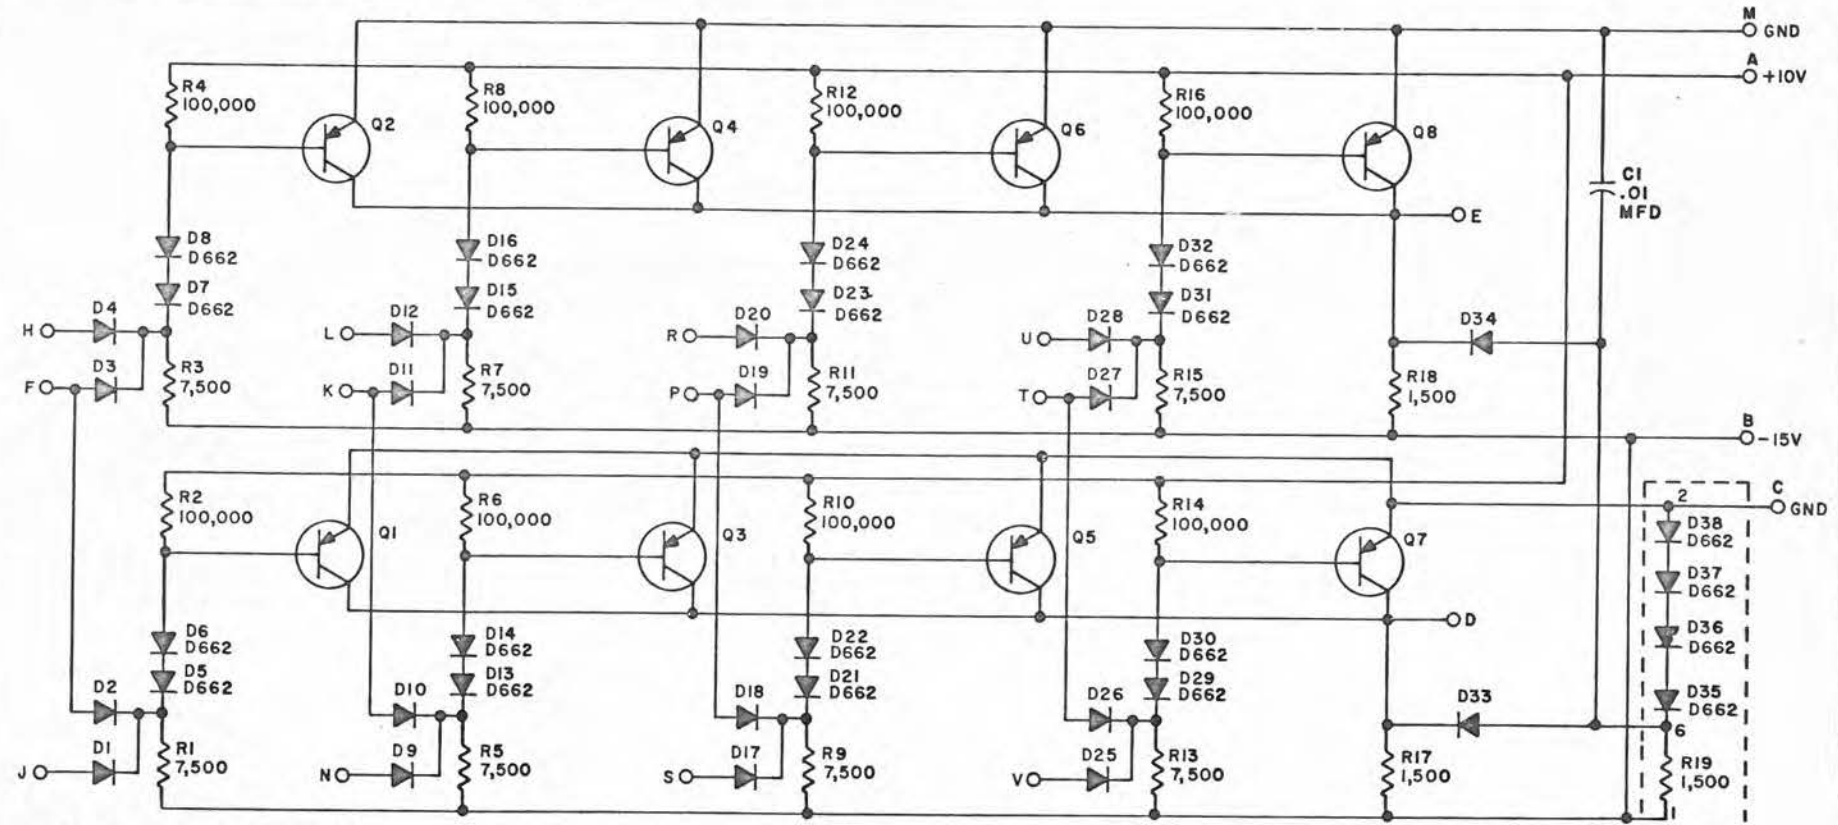 M
GND
A
+10V
R4
100,000
Q2
R8
100,000
Q4
R12
100,000
Q6
R16
100,000
Q8
C1
.01
MFD
E
D8
D662
D7
D662
D16
D662
D15
D662
D24
D662
D23
D662
D32
D662
D31
D662
H
D4
F
D3
R3
7,500
L
D12
K
D11
R7
7,500
R
D20
P
D19
R11
7,500
U
D28
T
D27
R15
7,500
D34
R18
1,500
B
-15V
R2
100,000
Q1
R6
100,000
Q3
R10
100,000
Q5
R14
100,000
Q7
2
C
GND
D38
D662
D37
D662
D36
D662
D35
D662
6
D6
D662
D5
D662
D14
D662
D13
D662
D22
D662
D21
D662
D30
D662
D29
D662
D
D2
D1
J
R1
7,500
D10
D9
N
R5
7,500
D18
D17
S
R9
7,500
D26
D25
V
R13
7,500
D33
R17
1,500
R19
1,500
1